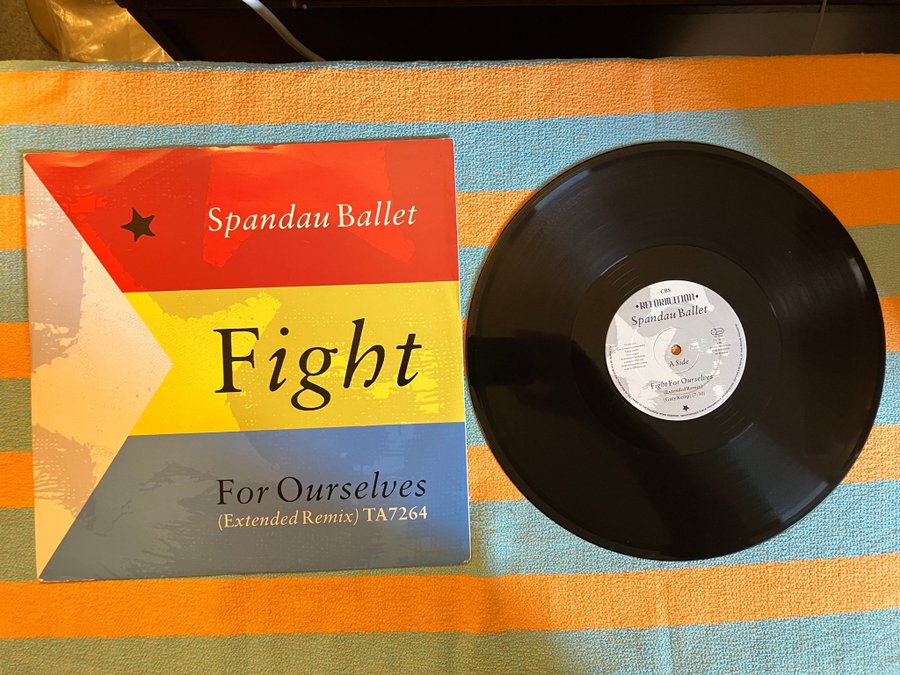 Spandau Ballet
Fight
For Ourselves
(Extended Remix) TA7264
CBS
•REFORMATION•
Spandau Ballet
A Side
Fight For Ourselves
(Extended Remix)